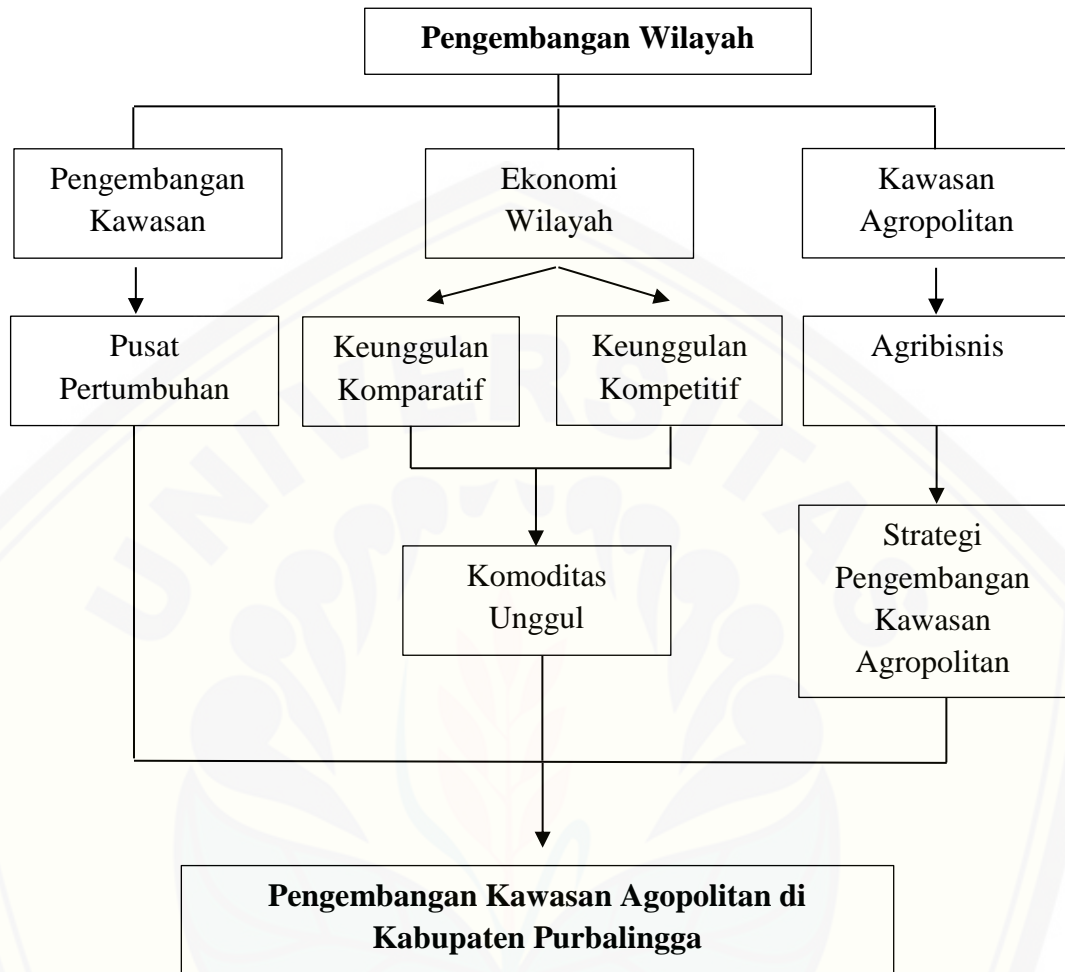 Pengembangan Wilayah
Pengembangan
Kawasan
Ekonomi
Wilayah
Kawasan
Agropolitan
Pusat
Pertumbuhan
Keunggulan
Komparatif
Keunggulan
Kompetitif
Agribisnis
Komoditas
Unggul
Strategi
Pengembangan
Kawasan
Agropolitan
Pengembangan Kawasan Agopolitan di
Kabupaten Purbalingga
UNIVERSITAS